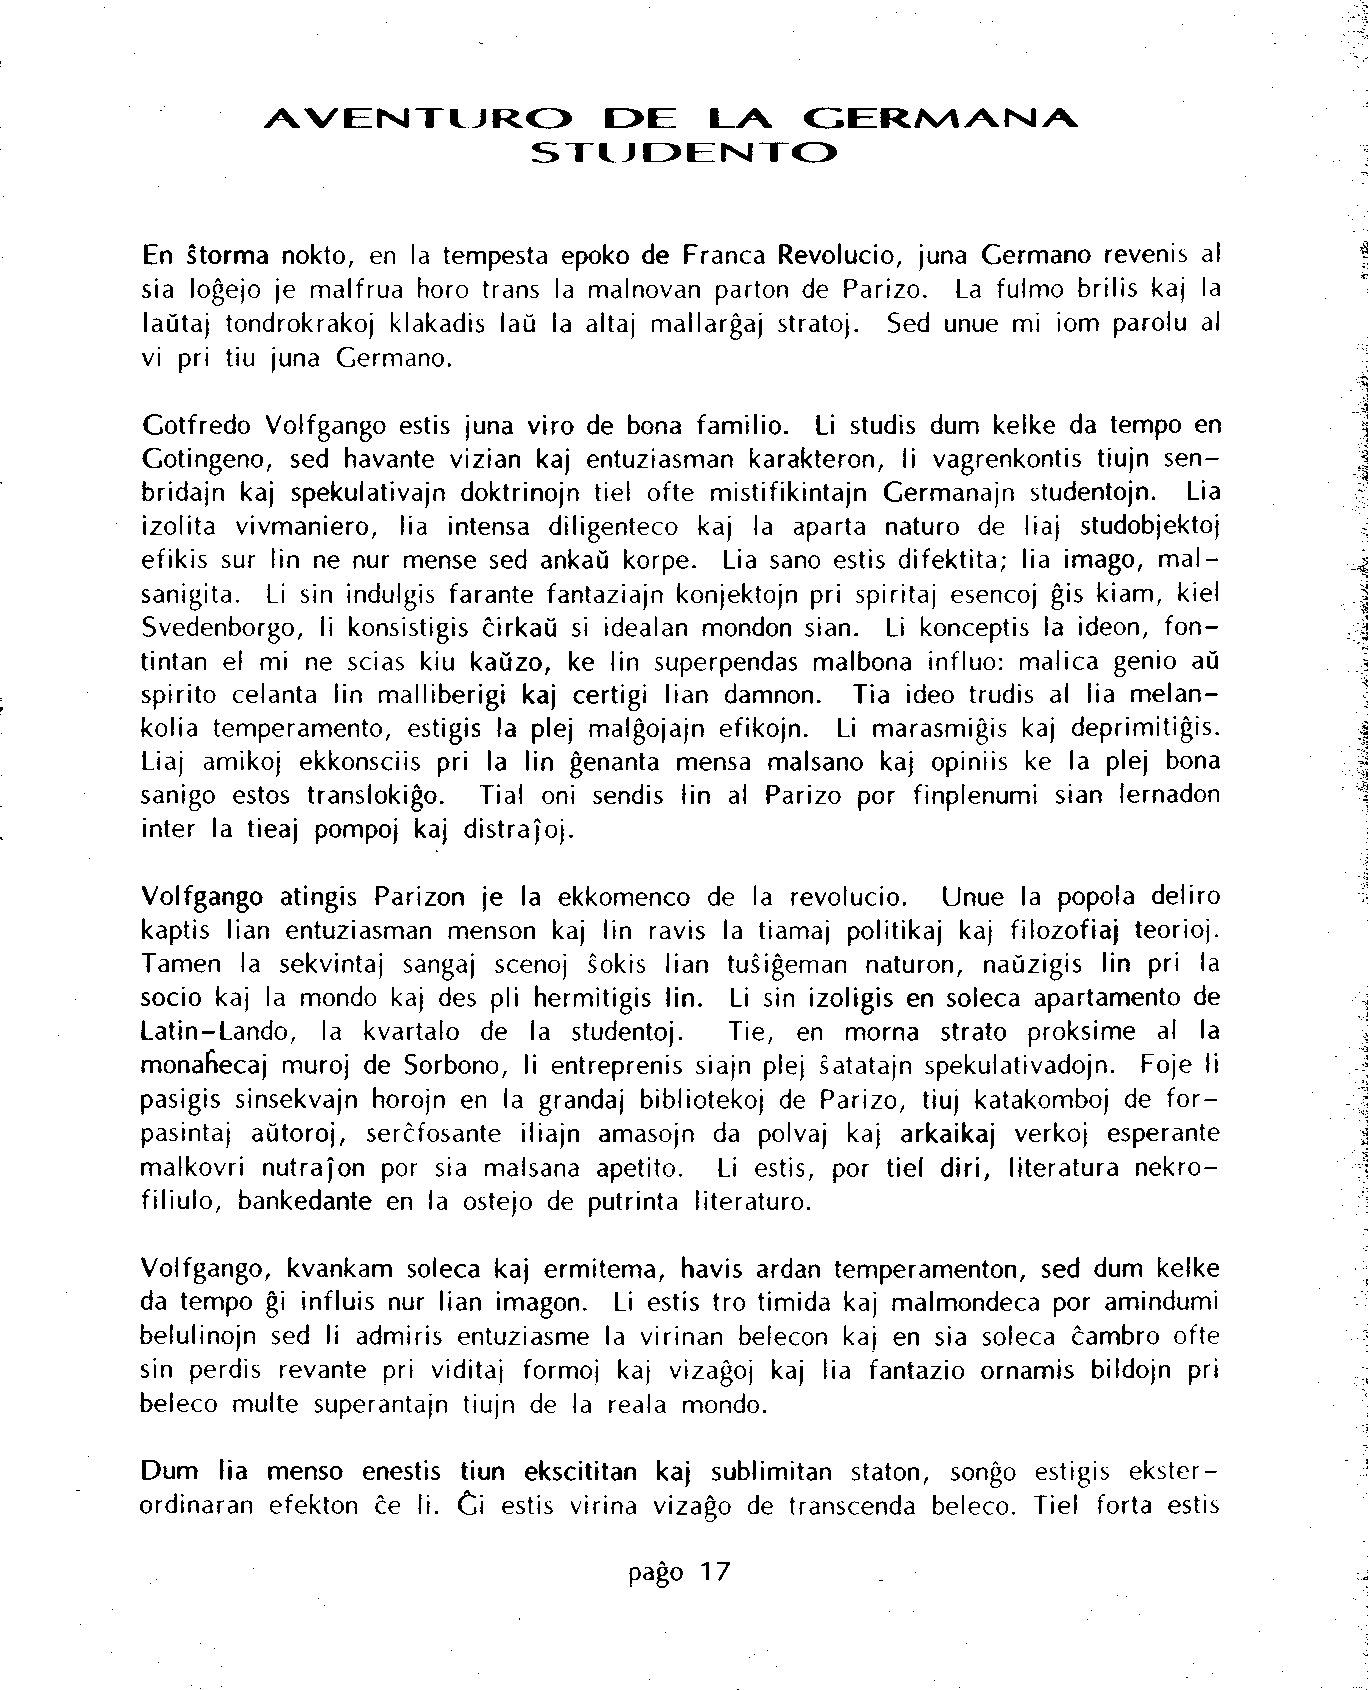 AVENTURO DE LA GERMANA
STUDENTO
En ŝtorma nokto, en la tempesta epoko de Franca Revolucio, juna Germano revenis al
sia loĝejo je malfrua horo trans la malnovan parton de Parizo. La fulmo brilis kaj la
laŭtaj tondrokrakoj klakadis laŭ la altaj mallarĝaj stratoj. Sed unue mi iom parolu al
vi pri tiu juna Germano.
Gotfredo Volfgango estis juna viro de bona familio. Li studis dum kelke da tempo en
Gotingeno, sed havante vizian kaj entuziasman karakteron, li vagrenkontis tiujn sen-
bridajn kaj spekulativajn doktrinojn tiel ofte mistifikintajn Germanajn studentojn. Lia
izolita vivmaniero, lia intensa diligenteco kaj la aparta naturo de liaj studobjektoj
efikis sur lin ne nur mense sed ankaŭ korpe. Lia sano estis difektita; lia imago, mal-
sanigita. Li sin indulgis farante fantaziajn konjektojn pri spiritaj esencoj ĝis kiam, kiel
Svedenborgo, li konsistigis ĉirkaŭ si idealan mondon sian. Li konceptis la ideon, fon-
tintan el mi ne scias kiu kaŭzo, ke lin superpendas malbona influo: malica genio aŭ
spirito celanta lin malliberigi kaj certigi lian damnon. Tia ideo trudis al lia melan-
kolia temperamento, estigis la plej malĝojajn efikojn. Li marasmiĝis kaj deprimitiĝis.
Liaj amikoj ekkonsciis pri la lin ĝenanta mensa malsano kaj opiniis ke la plej bona
sanigo estos translokiĝo. Tial oni sendis lin al Parizo por finplenumi sian lernadon
inter la tieaj pompoj kaj distraĵoj.
Volfgango atingis Parizon je la ekkomenco de la revolucio. Unue la popola deliro
kaptis lian entuziasman menson kaj lin ravis la tiamaj politikaj kaj filozofiaj teorioj.
Tamen la sekvintaj sangaj scenoj ŝokis lian tuŝiĝeman naturon, naŭzigis lin pri la
socio kaj la mondo kaj des pli hermitigis lin. Li sin izoligis en soleca apartamento de
Latin-Lando, la kvartalo de la studentoj. Tie, en morna strato proksime al la
monaĥecaj muroj de Sorbono, li entreprenis siajn plej ŝatatajn spekulativadojn. Foje li
pasigis sinsekvajn horojn en la grandaj bibliotekoj de Parizo, tiuj katakomboj de for-
pasintaj aŭtoroj, serĉfosante iliajn amasojn da polvaj kaj arkaikaj verkoj esperante
malkovri nutraĵon por sia malsana apetito. Li estis, por tiel diri, literatura nekro-
filiulo, bankedante en la ostejo de putrinta literaturo.
Volfgango, kvankam soleca kaj ermitema, havis ardan temperamenton, sed dum kelke
da tempo ĝi influis nur lian imagon. Li estis tro timida kaj malmondeca por amindumi
belulinojn sed li admiris entuziasme la virinan belecon kaj en sia soleca ĉambro ofte
sin perdis revante pri viditaj formoj kaj vizaĝoj kaj lia fantazio ornamis bildojn pri
beleco multe superantajn tiujn de la reala mondo.
Dum lia menso enestis tiun ekscititan kaj sublimitan staton, sonĝo estigis ekster-
ordinaran efekton ĉe li. Ĝi estis virina vizaĝo de transcenda beleco. Tiel forta estis
paĝo 17